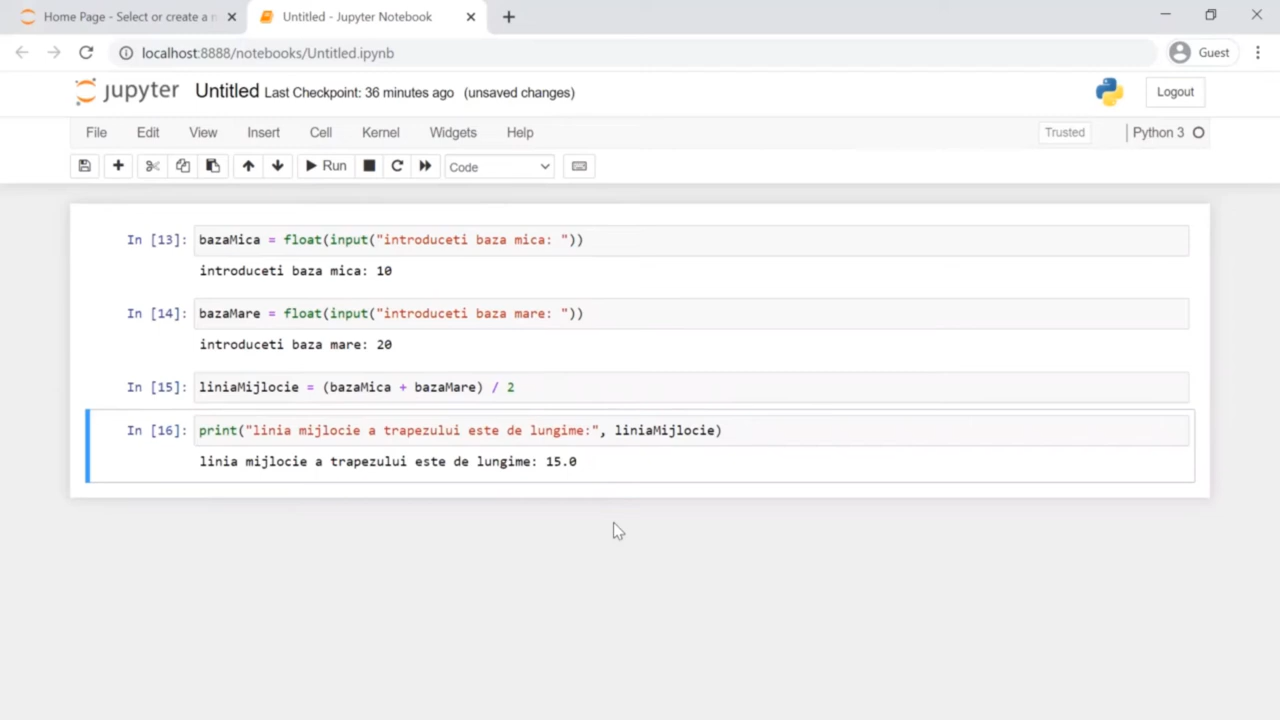 Home Page - Select or create a n
Untitled - Jupyter Notebook
localhost:8888/notebooks/Untitled.ipynb
Guest
jupyter Untitled Last Checkpoint: 36 minutes ago (unsaved changes)
Logout
File Edit View Insert Cell Kernel Widgets Help
Trusted
Python 3
Run
Code
In [13]: bazaMica = float(input("introduceti baza mica: "))
introduceti baza mica: 10
In [14]: bazaMare = float(input("introduceti baza mare: "))
introduceti baza mare: 20
In [15]: liniaMijlocie = (bazaMica + bazaMare) / 2
In [16]: print("linia mijlocie a trapezului este de lungime:", liniaMijlocie)
linia mijlocie a trapezului este de lungime: 15.0